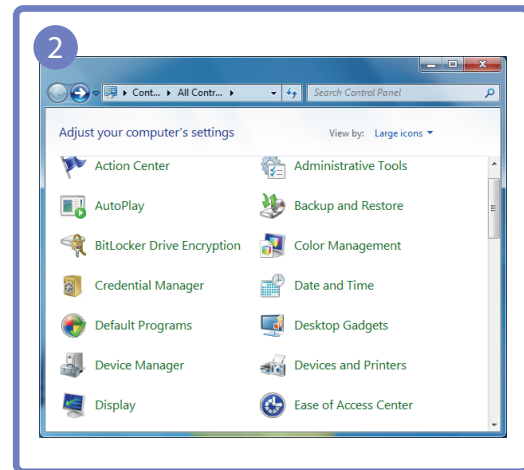 2
Cont... All Contr...
Search Control Panel
Adjust your computer's settings
View by: Large icons
Action Center
Administrative Tools
AutoPlay
Backup and Restore
BitLocker Drive Encryption
Color Management
Credential Manager
Date and Time
Default Programs
Desktop Gadgets
Device Manager
Devices and Printers
Display
Ease of Access Center